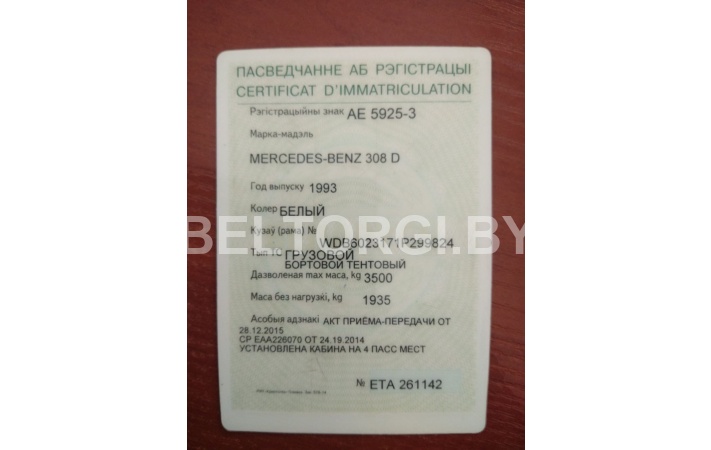 ПАСВЕДЧАННЕ АБ РЭГІСТРАЦЫІ
CERTIFICAT D'IMMATRICULATION
Рэгістрацыйны знак AE 5925-3
Марка-мадэль
MERCEDES-BENZ 308 D
Год выпуску 1993
Колер БЕЛЫЙ
BELTORGI.BY
Кузаў (рама) № WDB6023171P299824
Тып ТС ГРУЗОВОЙ
БОРТОВОЙ ТЕНТОВЫЙ
Дазволеная max маса, kg 3500
Маса без нагрузкі, kg 1935
Асобыя адзнакі АКТ ПРИЁМА-ПЕРЕДАЧИ ОТ
28.12.2015
СР ЕАА226070 ОТ 24.19.2014
УСТАНОВЛЕНА КАБИНА НА 4 ПАСС МЕСТ
№ ETA 261142